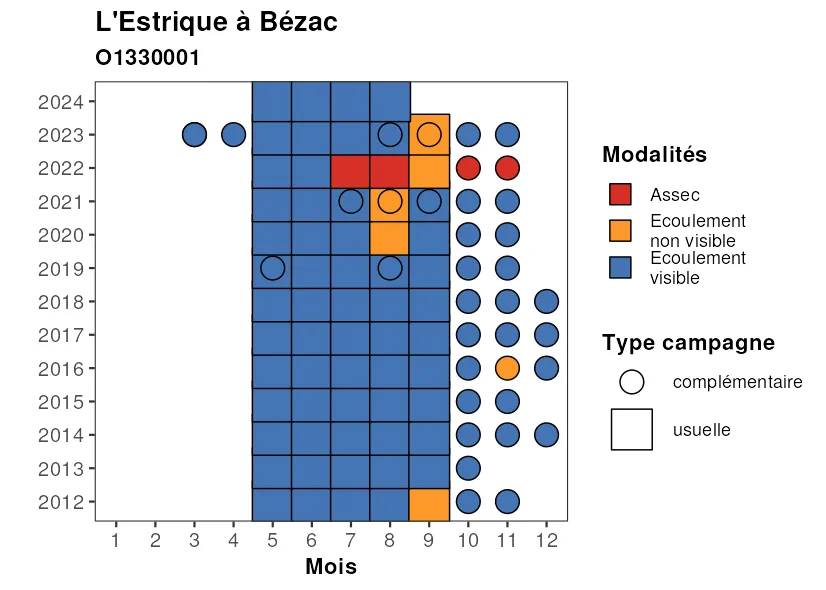 L'Estrique à Bézac
O1330001
2024
2023
2022
2021
2020
2019
2018
2017
2016
2015
2014
2013
2012
1 2 3 4 5 6 7 8 9 10 11 12
Mois
Modalités
Assec
Ecoulement
non visible
Ecoulement
visible
Type campagne
complémentaire
usuelle